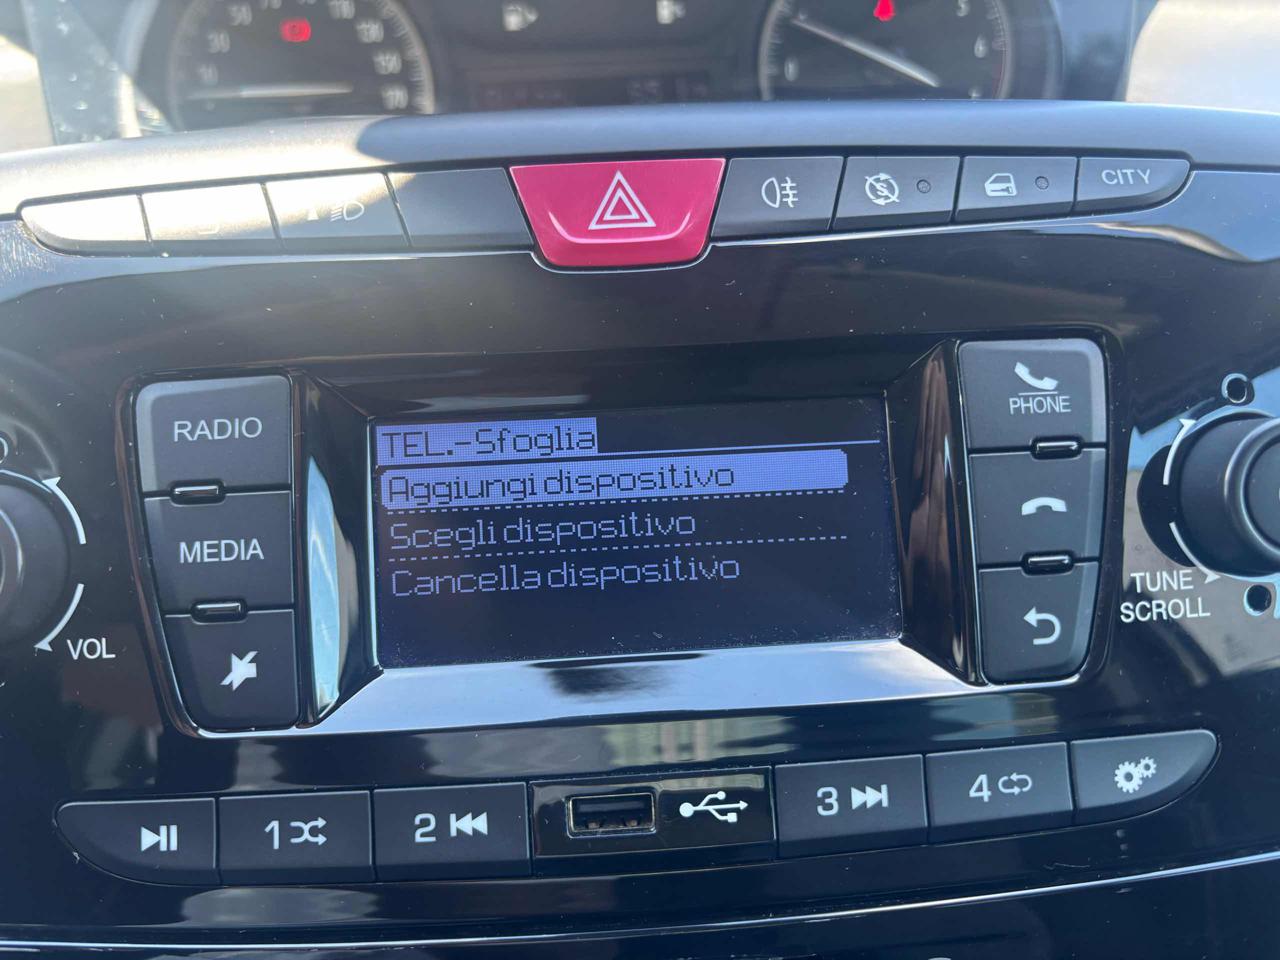 CITY
RADIO
MEDIA
VOL
TEL.-Sfoglia
Aggiungi dispositivo
Scegli dispositivo
Cancella dispositivo
PHONE
TUNE
SCROLL
1
2
3
4